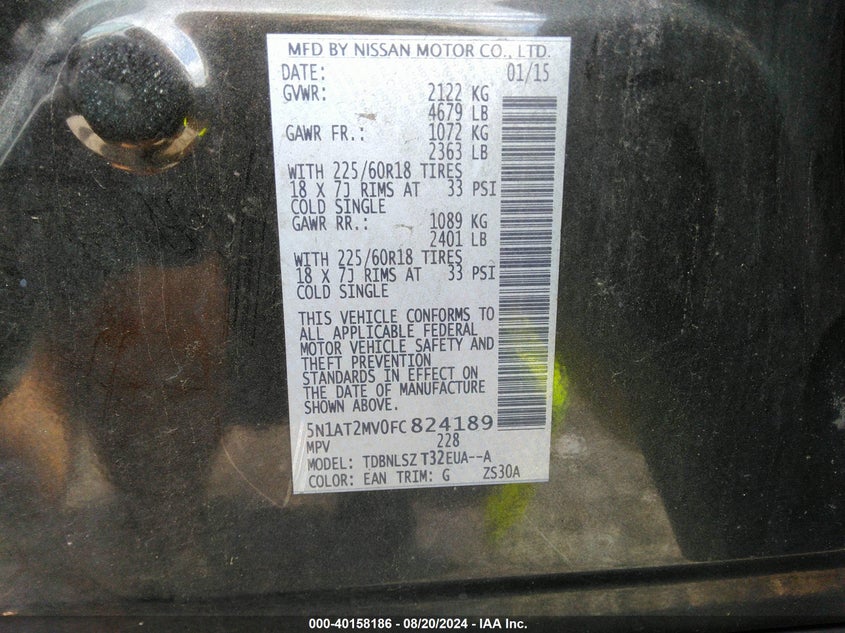 MFD BY NISSAN MOTOR CO., LTD.
DATE: 01/15
GVWR: 2122 KG
4679 LB
GAWR FR.: 1072 KG
2363 LB
WITH 225/60R18 TIRES
18 X 7J RIMS AT 33 PSI
COLD SINGLE
GAWR RR.: 1089 KG
2401 LB
WITH 225/60R18 TIRES
18 X 7J RIMS AT 33 PSI
COLD SINGLE
THIS VEHICLE CONFORMS TO
ALL APPLICABLE FEDERAL
MOTOR VEHICLE SAFETY AND
THEFT PREVENTION
STANDARDS IN EFFECT ON
THE DATE OF MANUFACTURE
SHOWN ABOVE.
5N1AT2MV0FC 824189
MPV 228
MODEL: TDBNLSZ T32EUA--A
COLOR: EAN TRIM: G ZS30A
000-40158186 - 08/20/2024 - IAA Inc.